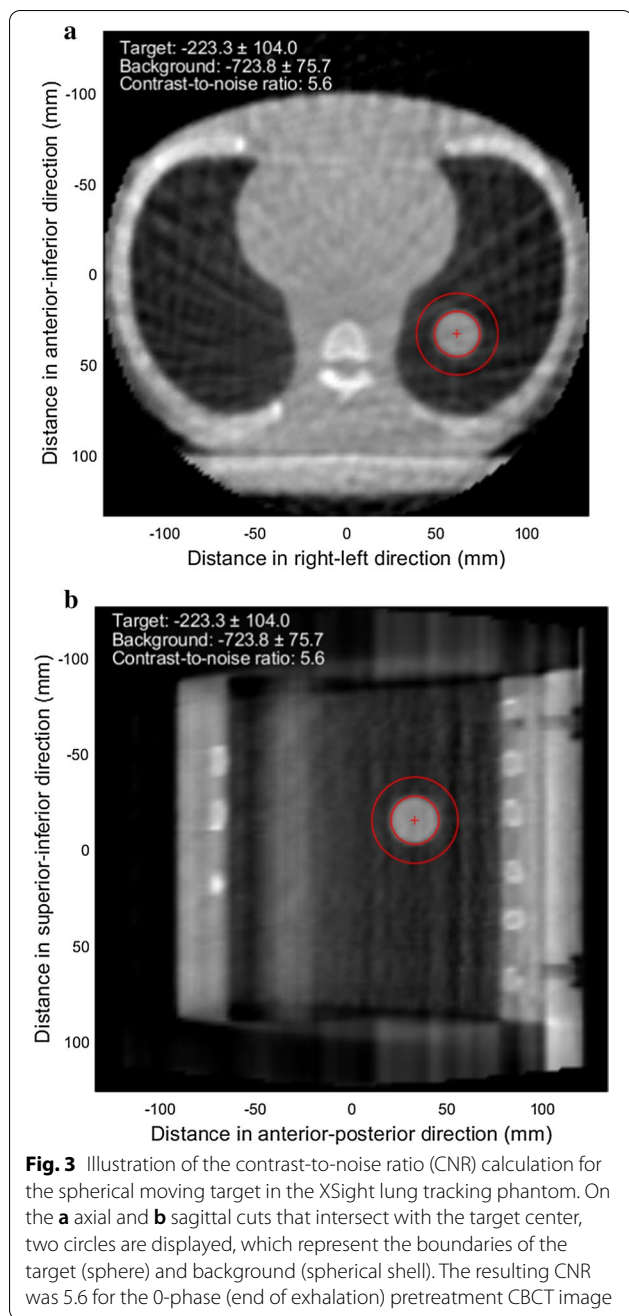 a
Target: -223.3 ± 104.0
Background: -723.8 ± 75.7
Contrast-to-noise ratio: 5.6
Distance in anterior-inferior direction (mm)
-100
-50
0
50
100
-100 -50 0 50 100
Distance in right-left direction (mm)
b
Target: -223.3 ± 104.0
Background: -723.8 ± 75.7
Contrast-to-noise ratio: 5.6
Distance in superior-inferior direction (mm)
-100
-50
0
50
100
-100 -50 0 50 100
Distance in anterior-posterior direction (mm)
Fig. 3 Illustration of the contrast-to-noise ratio (CNR) calculation for
the spherical moving target in the XSight lung tracking phantom. On
the a axial and b sagittal cuts that intersect with the target center,
two circles are displayed, which represent the boundaries of the
target (sphere) and background (spherical shell). The resulting CNR
was 5.6 for the 0-phase (end of exhalation) pretreatment CBCT image